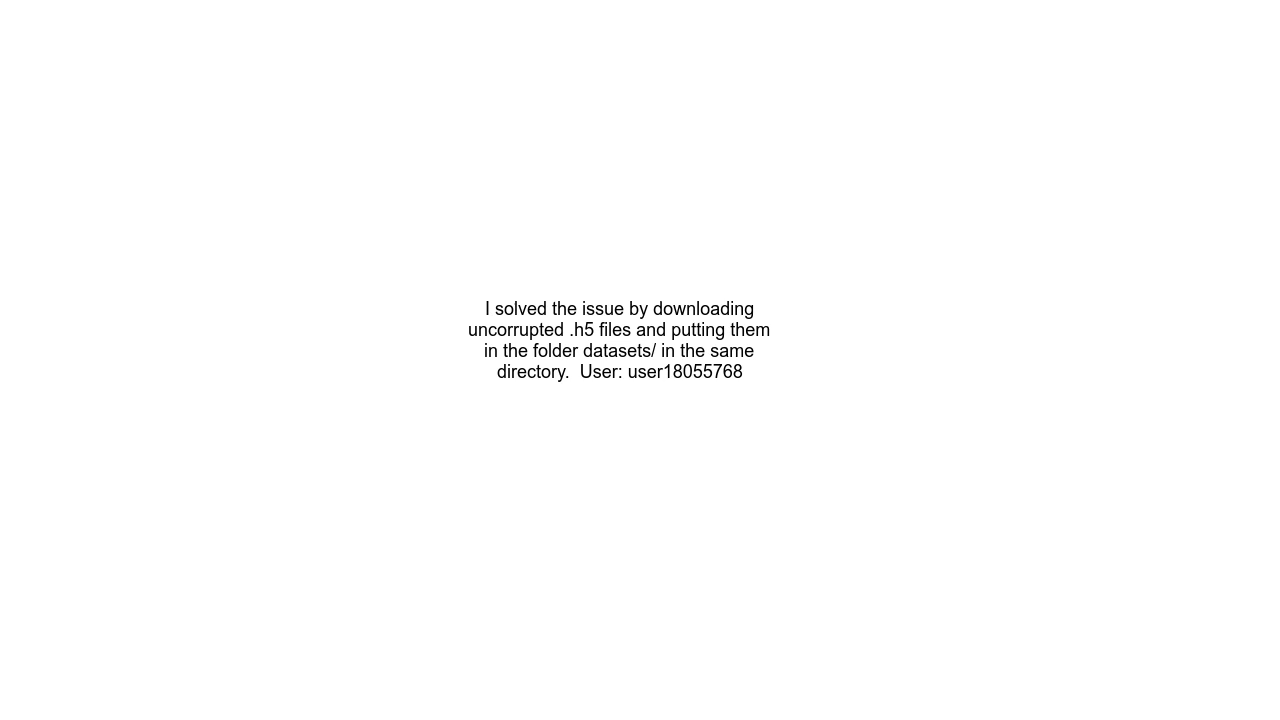 I solved the issue by downloading
uncorrupted .h5 files and putting them
in the folder datasets/ in the same
directory.  User: user18055768